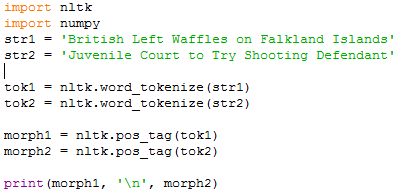 import nltk
import numpy
str1 = 'British Left Waffles on Falkland Islands'
str2 = 'Juvenile Court to Try Shooting Defendant'
tok1 = nltk.word_tokenize(str1)
tok2 = nltk.word_tokenize(str2)
morph1 = nltk.pos_tag(tok1)
morph2 = nltk.pos_tag(tok2)
print(morph1, '\n', morph2)